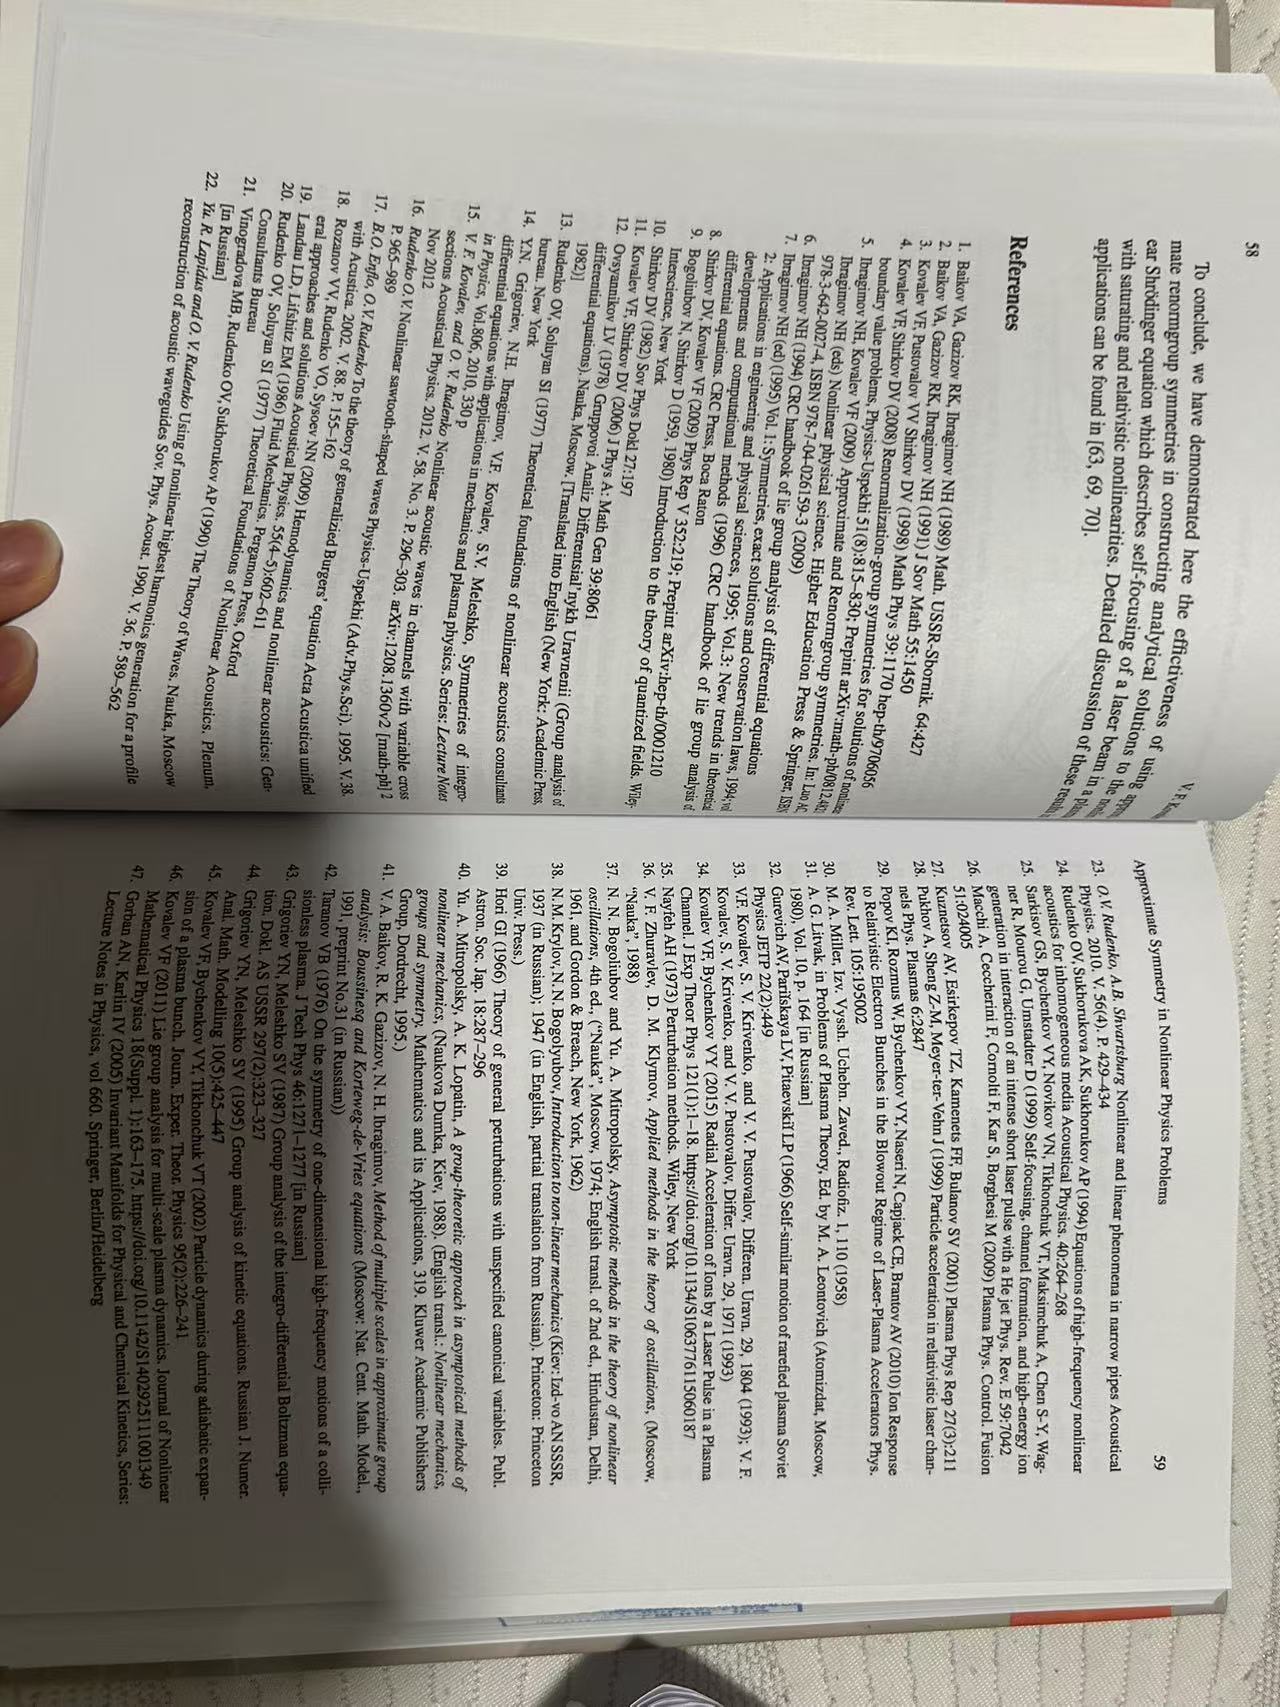 58
V. F.
To conclude, we have demonstrated here the effictiveness of using
mate renormgroup symmetries in constructing analytical solutions to the
ear Shrödinger equation which describes self-focusing of a laser beam in a
with saturating and relativistic nonlinearities. Detailed discussion of these
applications can be found in [63, 69, 70].
References
1. Baikov VA, Gazizov RK, Ibragimov NH (1989) Math. USSR-Sbornik. 64:427
2. Baikov VA, Gazizov RK, Ibragimov NH (1991) J Sov Math 55:1450
3. Kovalev VF, Pustovalov VV Shirkov DV (1998) Math Phys 39:1170 hep-th/9706056
4. Kovalev VF, Shirkov DV (2008) Renormalization-group symmetries for solutions of nonlinear
boundary value problems, Physics-Uspekhi 51(8):815–830; Prepint arXiv:math-ph/0812.4821
5. Ibragimov NH, Kovalev VF (2009) Approximate and Renormgroup symmetries. In: Luo AC,
Ibragimov NH (eds) Nonlinear physical science. Higher Education Press & Springer, ISBN
978-3-642-0027-4, ISBN 978-7-04-026159-3 (2009)
6. Ibragimov NH (1994) CRC handbook of lie group analysis of differential equations
7. Ibragimov NH (ed) (1995) Vol. 1: Symmetries, exact solutions and conservation laws, 1994; vol
2: Applications in engineering and physical sciences, 1995; Vol.3: New trends in theoretical
developments and computational methods (1996) CRC handbook of lie group analysis of
differential equations. CRC Press, Boca Raton
8. Shirkov DV, Kovalev VF (2009) Phys Rep V 352:219; Prepint arXiv:hep-th/0001210
9. Bogoliubov N, Shirkov D (1959, 1980) Introduction to the theory of quantized fields. Wiley-
Interscience, New York
10. Shirkov DV (1982) Sov Phys Dokl 27:197
11. Kovalev VF, Shirkov DV (2006) J Phys A: Math Gen 39:8061
12. Ovsyannikov LV (1978) Gruppovoi Analiz Differentsial'nykh Uravnenii (Group analysis of
differential equations). Nauka, Moscow. [Translated into English (New York: Academic Press,
1982)]
13. Rudenko OV, Soluyan SI (1977) Theoretical foundations of nonlinear acoustics consultants
bureau: New York
14. Y.N. Grigoriev, N.H. Ibragimov, V.F. Kovalev, S.V. Meleshko, Symmetries of integro-
differential equations with applications in mechanics and plasma physics. Series: Lecture Notes
in Physics, Vol.806, 2010, 330 p
15. V. F. Kovalev, and O. V. Rudenko Nonlinear acoustic waves in channels with variable cross
sections Acoustical Physics. 2012. V. 58. No. 3. P. 296–303. arXiv:1208.1360v2 [math-ph] 2
Nov 2012
16. Rudenko O.V. Nonlinear sawtooth-shaped waves Physics-Uspekhi (Adv.Phys.Sci). 1995. V.38.
P. 965–989
17. B.O. Enflo, O.V. Rudenko To the theory of generalizied Burgers' equation Acta Acustica unified
with Acustica. 2002. V. 88. P. 155–162
18. Rozanov VV, Rudenko VO, Sysoev NN (2009) Hemodynamics and nonlinear acoustics: Gen-
eral approaches and solutions Acoustical Physics. 55(4–5):602–611
19. Landau LD, Lifshitz EM (1986) Fluid Mechanics. Pergamon Press, Oxford
20. Rudenko OV, Soluyan SI (1977) Theoretical Foundations of Nonlinear Acoustics. Plenum,
Consultants Bureau
21. Vinogradova MB, Rudenko OV, Sukhorukov AP (1990) The Theory of Waves. Nauka, Moscow
[in Russian]
22. Yu. R. Lapidus and O. V. Rudenko Using of nonlinear highest harmonics generation for a profile
reconstruction of acoustic waveguides Sov. Phys. Acoust. 1990. V. 36. P. 589–562
Approximate Symmetry in Nonlinear Physics Problems 59
23. O.V. Rudenko, A.B. Shvartsburg Nonlinear and linear phenomena in narrow pipes Acoustical
Physics. 2010. V. 56(4). P. 429–434
24. Rudenko OV, Sukhorukova AK, Sukhorukov AP (1994) Equations of high-frequency nonlinear
acoustics for inhomogeneous media Acoustical Physics. 40:264–268
25. Sarkisov GS, Bychenkov VY, Novikov VN, Tikhonchuk VT, Maksimchuk A, Chen S-Y, Wag-
ner R, Mourou G, Umstadter D (1999) Self-focusing, channel formation, and high-energy ion
generation in interaction of an intense short laser pulse with a He jet Phys. Rev. E 59:7042
26. Macchi A, Ceccherini F, Cornolti F, Kar S, Borghesi M (2009) Plasma Phys. Control. Fusion
51:024005
27. Kuznetsov AV, Esirkepov TZ, Kamenets FF, Bulanov SV (2001) Plasma Phys Rep 27(3):211
28. Pukhov A, Sheng Z-M, Meyer-ter-Vehn J (1999) Particle acceleration in relativistic laser chan-
nels Phys. Plasmas 6:2847
29. Popov KI, Rozmus W, Bychenkov VY, Naseri N, Capjack CE, Brantov AV (2010) Ion Response
to Relativistic Electron Bunches in the Blowout Regime of Laser-Plasma Accelerators Phys.
Rev. Lett. 105:195002
30. M. A Miller, Izv. Vyssh. Uchebn. Zaved., Radiofiz. 1, 110 (1958)
31. A. G. Litvak, in Problems of Plasma Theory, Ed. by M. A. Leontovich (Atomizdat, Moscow,
1980), Vol. 10, p. 164 [in Russian]
32. Gurevich AV, Pariĭskaya LV, Pitaevskiĭ LP (1966) Self-similar motion of rarefied plasma Soviet
Physics JETP 22(2):449
33. V.F. Kovalev, S. V. Krivenko, and V. V. Pustovalov, Differen. Uravn. 29, 1804 (1993); V. F.
Kovalev, S. V. Krivenko, and V. V. Pustovalov, Differ. Uravn. 29, 1971 (1993)
34. Kovalev VF, Bychenkov VY (2015) Radial Acceleration of Ions by a Laser Pulse in a Plasma
Channel. J Exp Theor Phys 121(1):1–18. https://doi.org/10.1134/S1063776115060187
35. Nayfeh AH (1973) Perturbation methods. Wiley, New York
36. V. F. Zhuravlev, D. M. Klymov, Applied methods in the theory of oscillations, (Moscow,
"Nauka", 1988)
37. N. N. Bogoliubov and Yu. A. Mitropolsky, Asymptotic methods in the theory of nonlinear
oscillations, 4th ed., ("Nauka", Moscow, 1974; English transl. of 2nd ed., Hindustan, Delhi,
1961, and Gordon & Breach, New York, 1962)
38. N.M. Krylov, N.N. Bogolyubov, Introduction to non-linear mechanics (Kiev: Izd-vo AN SSSR,
1937 (in Russian); 1947 (in English, partial translation from Russian). Princeton: Princeton
Univ. Press.)
39. Hori GI (1966) Theory of general perturbations with unspecified canonical variables. Publ.
Astron. Soc. Jap. 18:287–296
40. Yu. A. Mitropolsky, A. K. Lopatin, A group-theoretic approach in asymptotical methods of
nonlinear mechanics, (Naukova Dumka, Kiev, 1988). (English transl.: Nonlinear mechanics,
groups and symmetry. Mathematics and its Applications, 319. Kluwer Academic Publishers
Group, Dordrecht, 1995.)
41. V.A. Baikov, R. K. Gazizov, N. H. Ibragimov, Method of multiple scales in approximate group
analysis: Boussinesq and Korteweg-de-Vries equations (Moscow: Nat. Cent. Math. Model.,
1991, preprint No.31 (in Russian))
42. Taranov VB (1976) On the symmetry of one-dimensional high-frequency motions of a colli-
sionless plasma. J Tech Phys 46:1271–1277 [in Russian]
43. Grigoriev YN, Meleshko SV (1987) Group analysis of the integro-differential Boltzman equa-
tion. Dokl. AS USSR 297(2):323–327
44. Grigoriev YN, Meleshko SV (1995) Group analysis of kinetic equations. Russian J. Numer.
Anal. Math. Modelling 10(5):425–447
45. Kovalev VF, Bychenkov VY, Tikhonchuk VT (2002) Particle dynamics during adiabatic expan-
sion of a plasma bunch. Journ. Exper. Theor. Physics 95(2):226–241
46. Kovalev VF (2011) Lie group analysis for multi-scale plasma dynamics. Journal of Nonlinear
Mathematical Physics 18(Suppl. 1):163–175. https://doi.org/10.1142/S1402925111001349
47. Gorban AN, Karlin IV (2005) Invariant Manifolds for Physical and Chemical Kinetics, Series:
Lecture Notes in Physics, vol 660. Springer, Berlin/Heidelberg